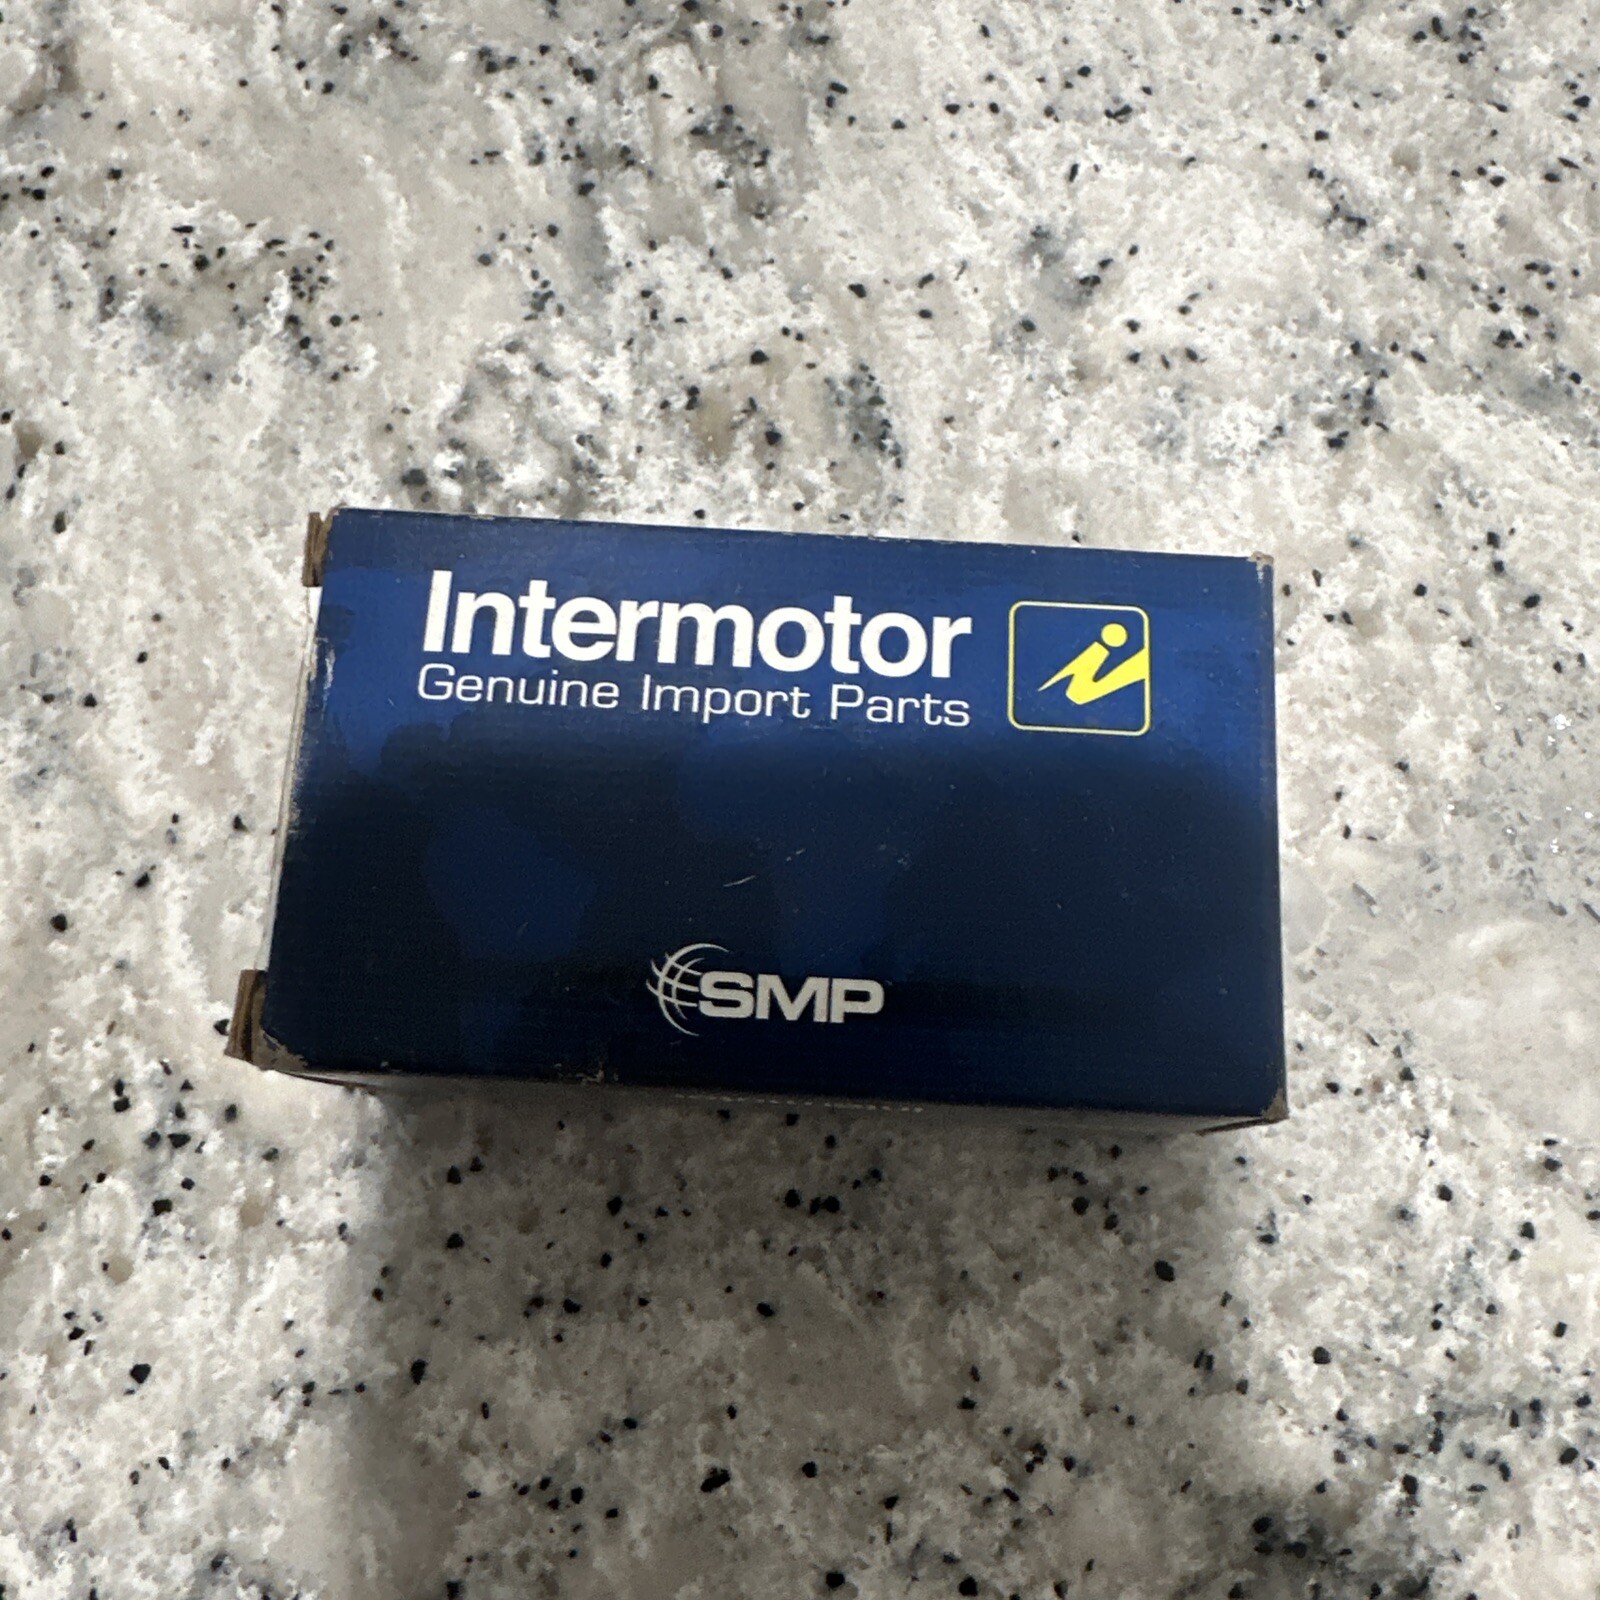 Intermotor
Genuine Import Parts
SMP